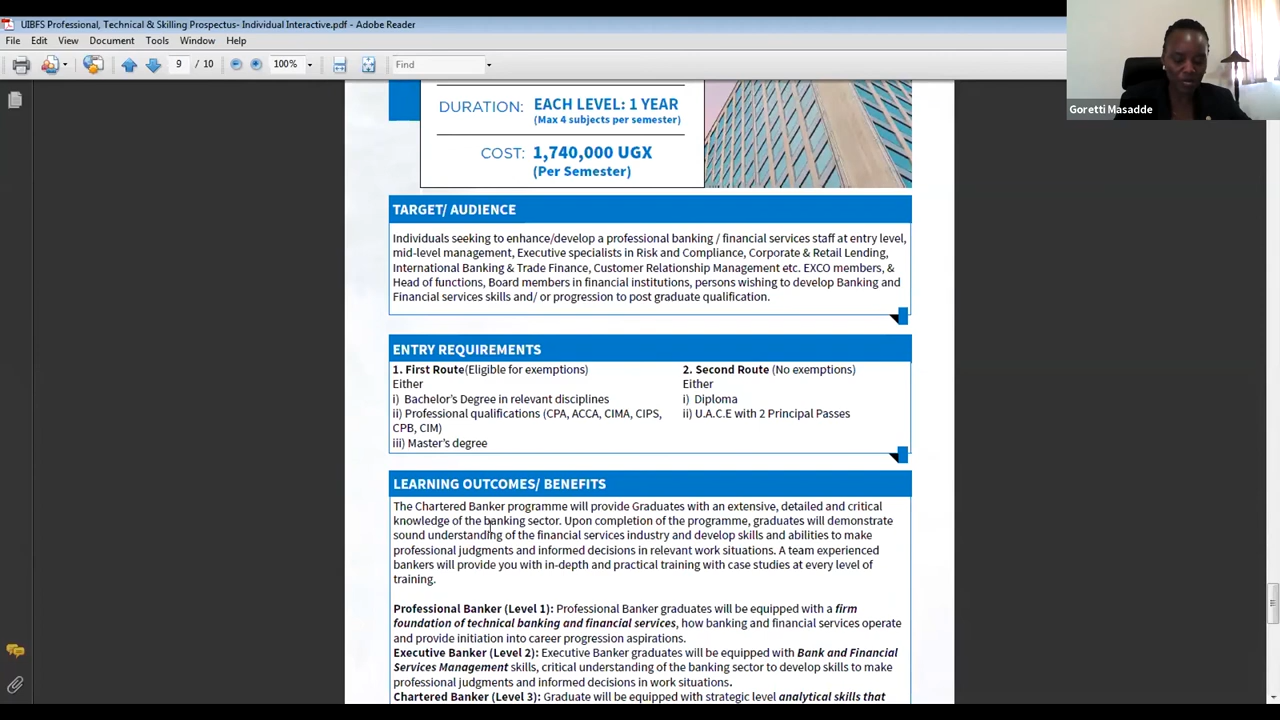 UIBFS Professional, Technical & Skilling Prospectus- Individual Interactive.pdf - Adobe Reader
File Edit View Document Tools Window Help
9 / 10 100% Find
Goretti Masadde
DURATION: EACH LEVEL: 1 YEAR
(Max 4 subjects per semester)
COST: 1,740,000 UGX
(Per Semester)
TARGET/ AUDIENCE
Individuals seeking to enhance/develop a professional banking / financial services staff at entry level,
mid-level management, Executive specialists in Risk and Compliance, Corporate & Retail Lending,
International Banking & Trade Finance, Customer Relationship Management etc. EXCO members, &
Head of functions, Board members in financial institutions, persons wishing to develop Banking and
Financial services skills and/ or progression to post graduate qualification.
ENTRY REQUIREMENTS
1. First Route(Eligible for exemptions)
Either
i) Bachelor's Degree in relevant disciplines
ii) Professional qualifications (CPA, ACCA, CIMA, CIPS,
CPB, CIM)
iii) Master's degree
2. Second Route (No exemptions)
Either
i) Diploma
ii) U.A.C.E with 2 Principal Passes
LEARNING OUTCOMES/ BENEFITS
The Chartered Banker programme will provide Graduates with an extensive, detailed and critical
knowledge of the banking sector. Upon completion of the programme, graduates will demonstrate
sound understanding of the financial services industry and develop skills and abilities to make
professional judgments and informed decisions in relevant work situations. A team experienced
bankers will provide you with in-depth and practical training with case studies at every level of
training.
Professional Banker (Level 1): Professional Banker graduates will be equipped with a firm
foundation of technical banking and financial services, how banking and financial services operate
and provide initiation into career progression aspirations.
Executive Banker (Level 2): Executive Banker graduates will be equipped with Bank and Financial
Services Management skills, critical understanding of the banking sector to develop skills to make
professional judgments and informed decisions in work situations.
Chartered Banker (Level 3): Graduate will be equipped with strategic level analytical skills that